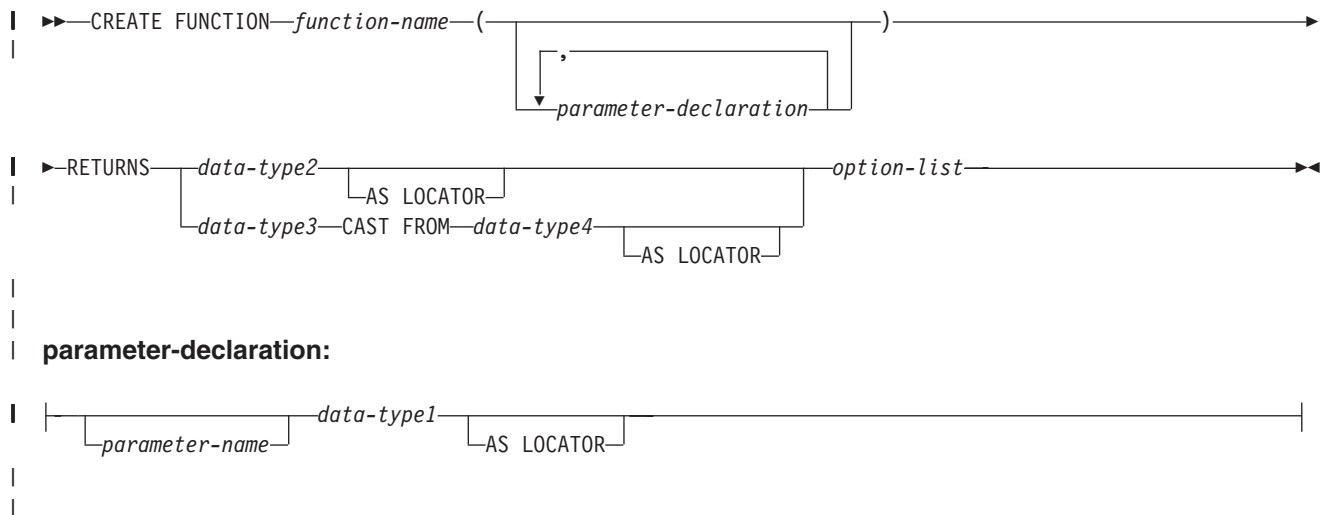 CREATE FUNCTION function-name ( )
,
parameter-declaration
RETURNS data-type2 option-list
AS LOCATOR
data-type3 CAST FROM data-type4
AS LOCATOR
parameter-declaration:
data-type1
parameter-name AS LOCATOR